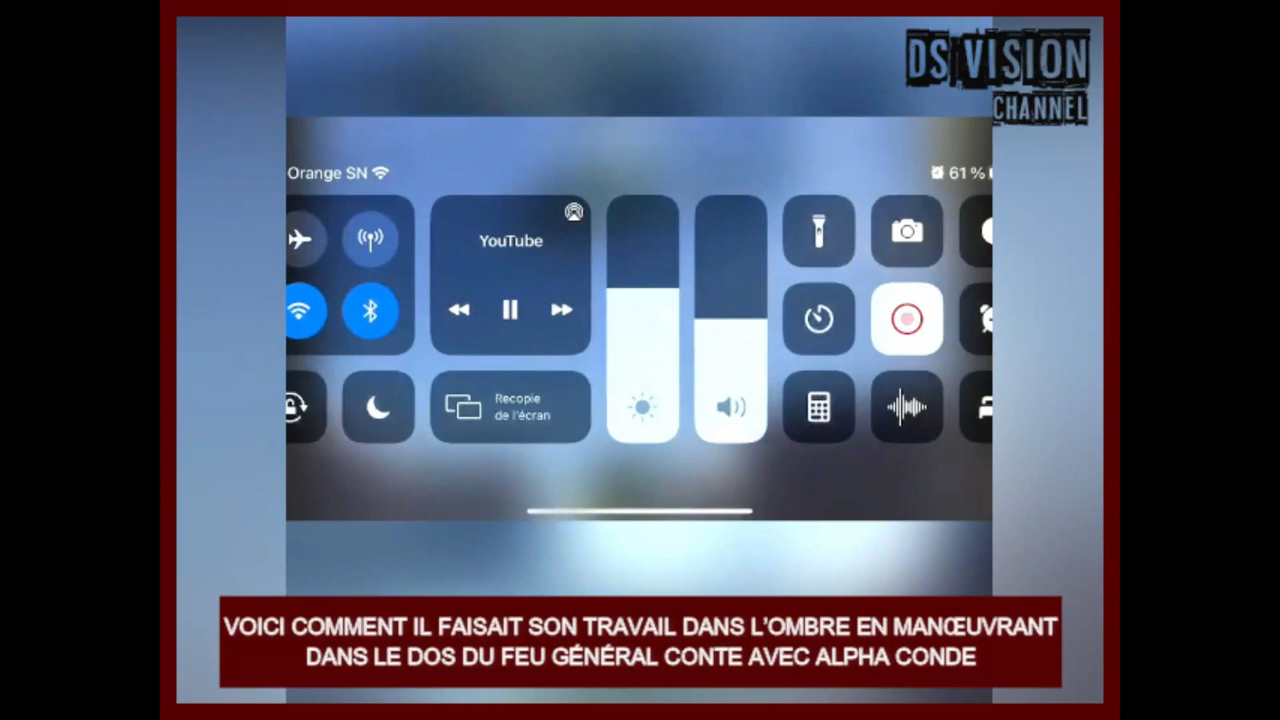 DS VISION
CHANNEL
Orange SN
61 %
YouTube
Recopie
de l'écran
VOICI COMMENT IL FAISAIT SON TRAVAIL DANS L'OMBRE EN MANŒUVRANT
DANS LE DOS DU FEU GÉNÉRAL CONTE AVEC ALPHA CONDE